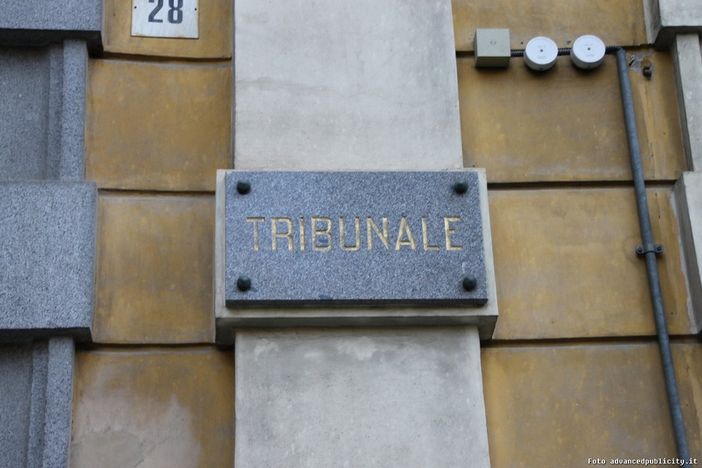 28
TRIBUNALE
Foto advancedpublicity.it